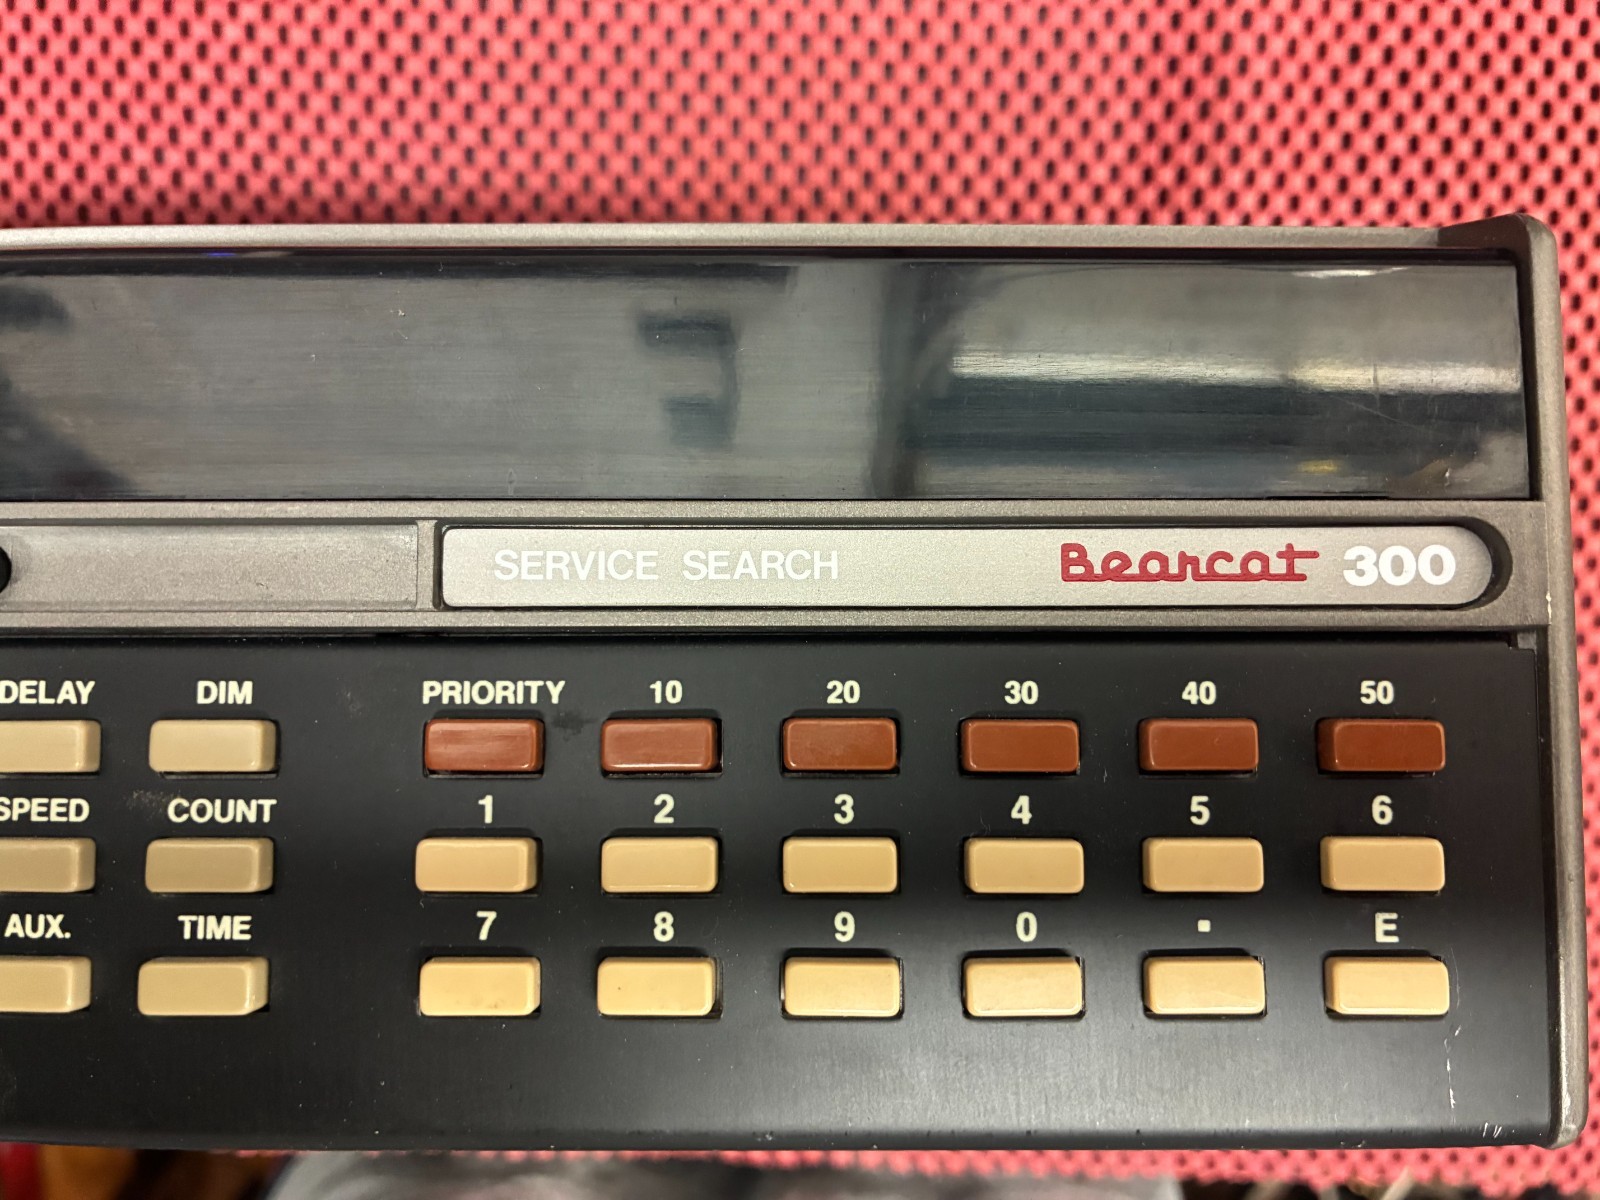 SERVICE SEARCH Bearcat 300
DELAY DIM PRIORITY 10 20 30 40 50
SPEED COUNT 1 2 3 4 5 6
AUX. TIME 7 8 9 0 . E